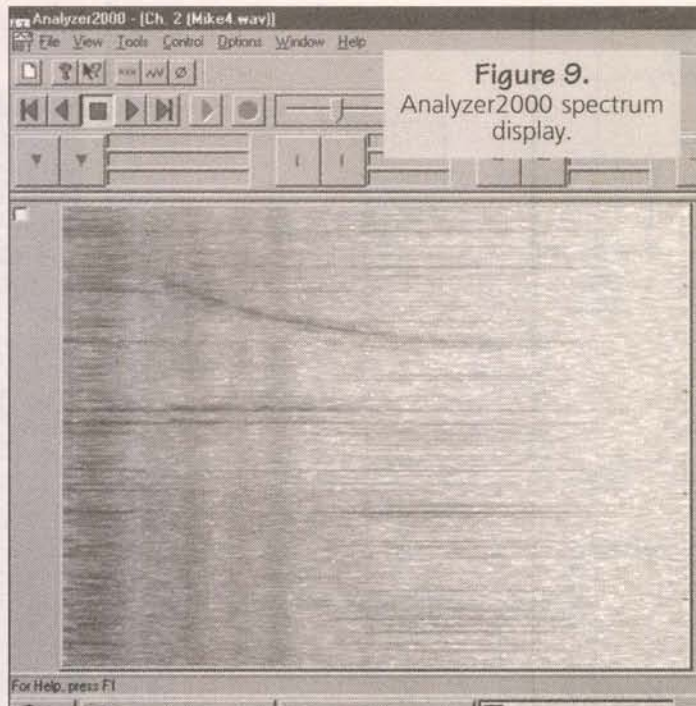 Analyzer2000 - [Ch. 2 (Mike4.wav)]
File View Tools Control Options Window Help
Figure 9.
Analyzer2000 spectrum
display.
For Help, press F1